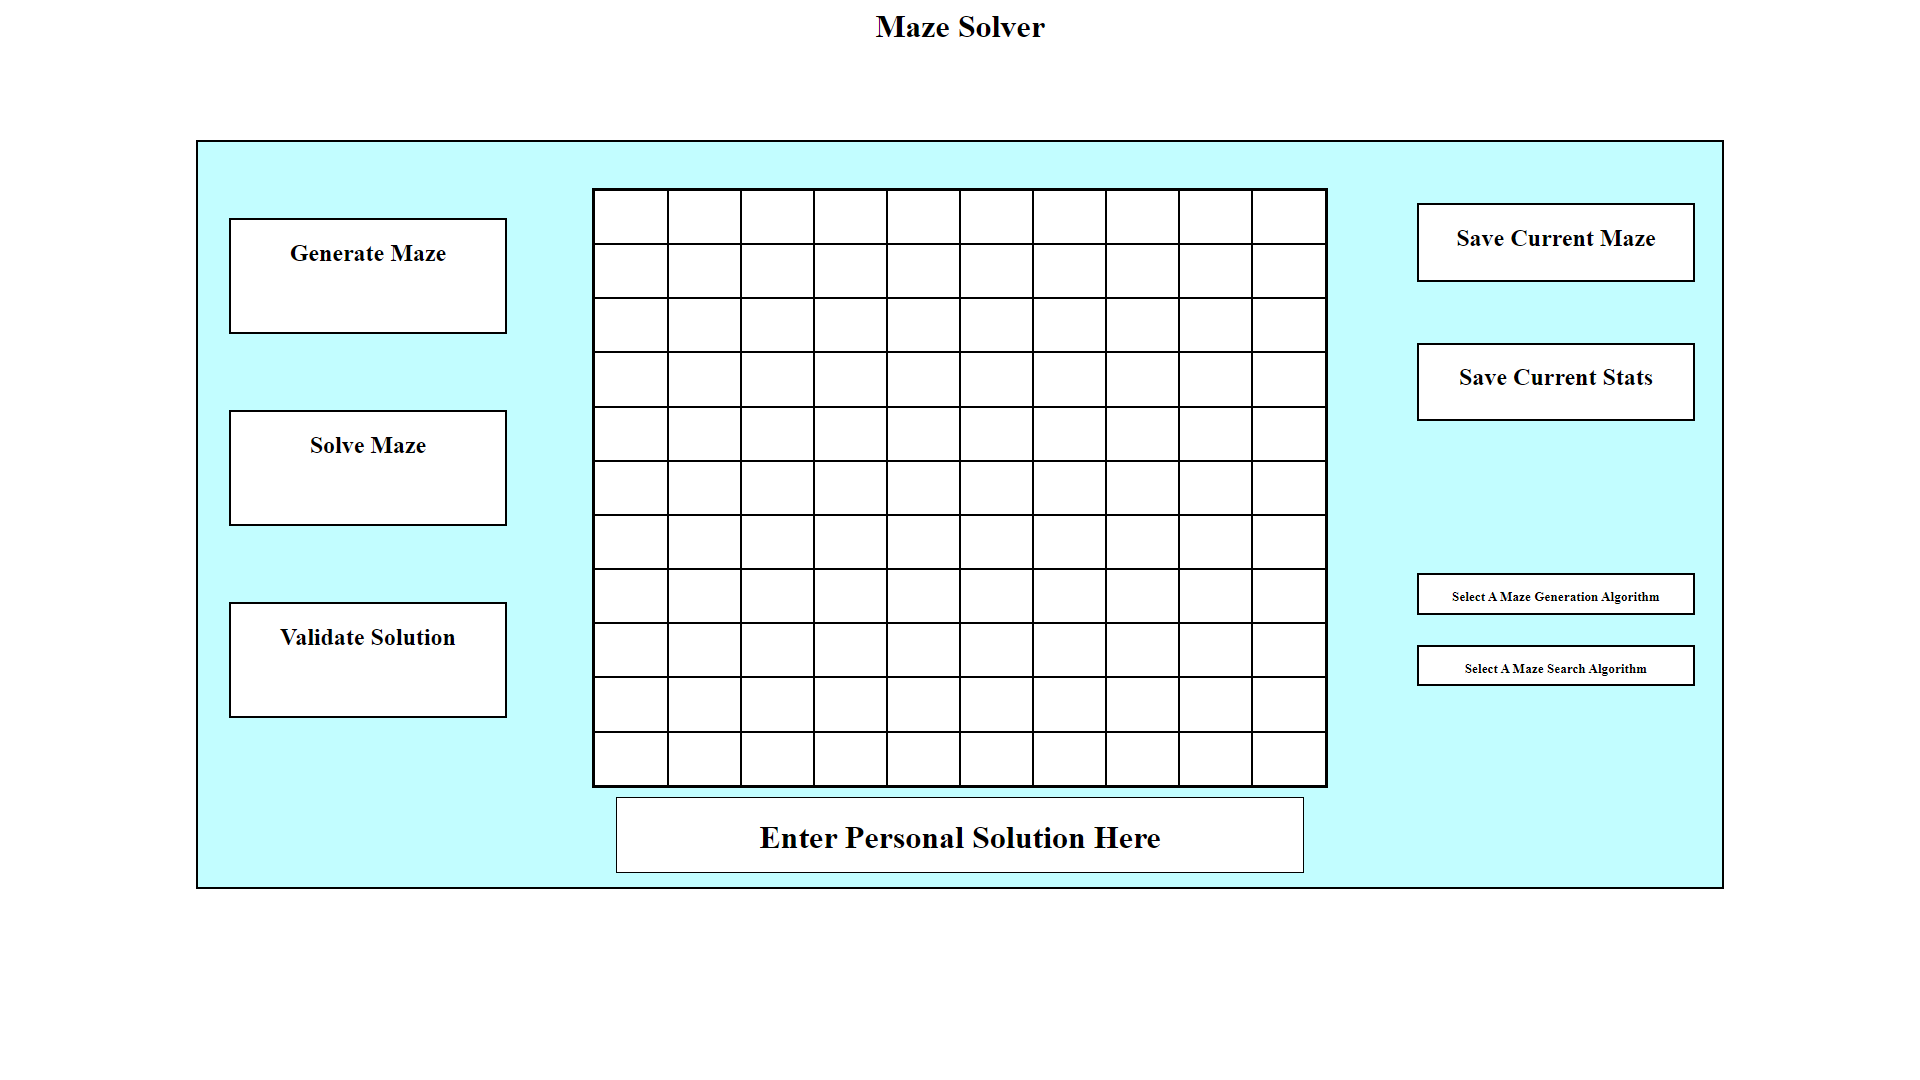 Maze Solver
Generate Maze
Solve Maze
Validate Solution
Save Current Maze
Save Current Stats
Select A Maze Generation Algorithm
Select A Maze Search Algorithm
Enter Personal Solution Here